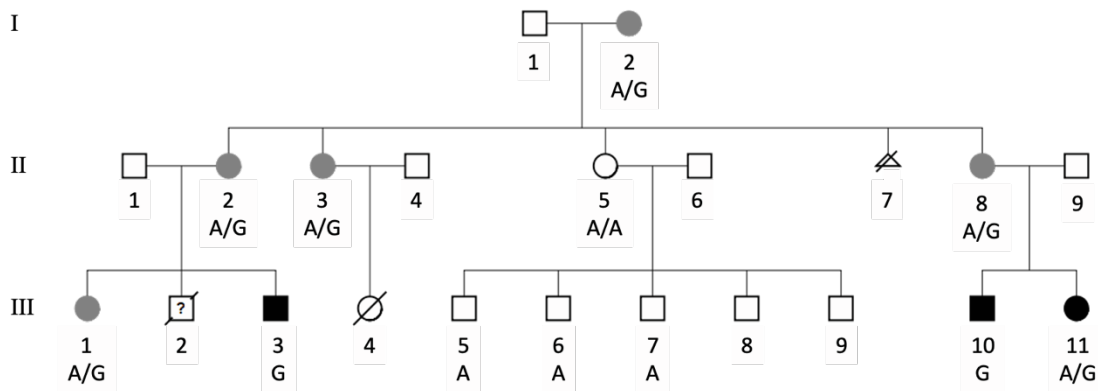 I
1 2
A/G
II
1 2 3 4 5 6 7 8 9
A/G A/G A/A A/G
III
?
1 2 3 4 5 6 7 8 9 10 11
A/G G A A A G A/G